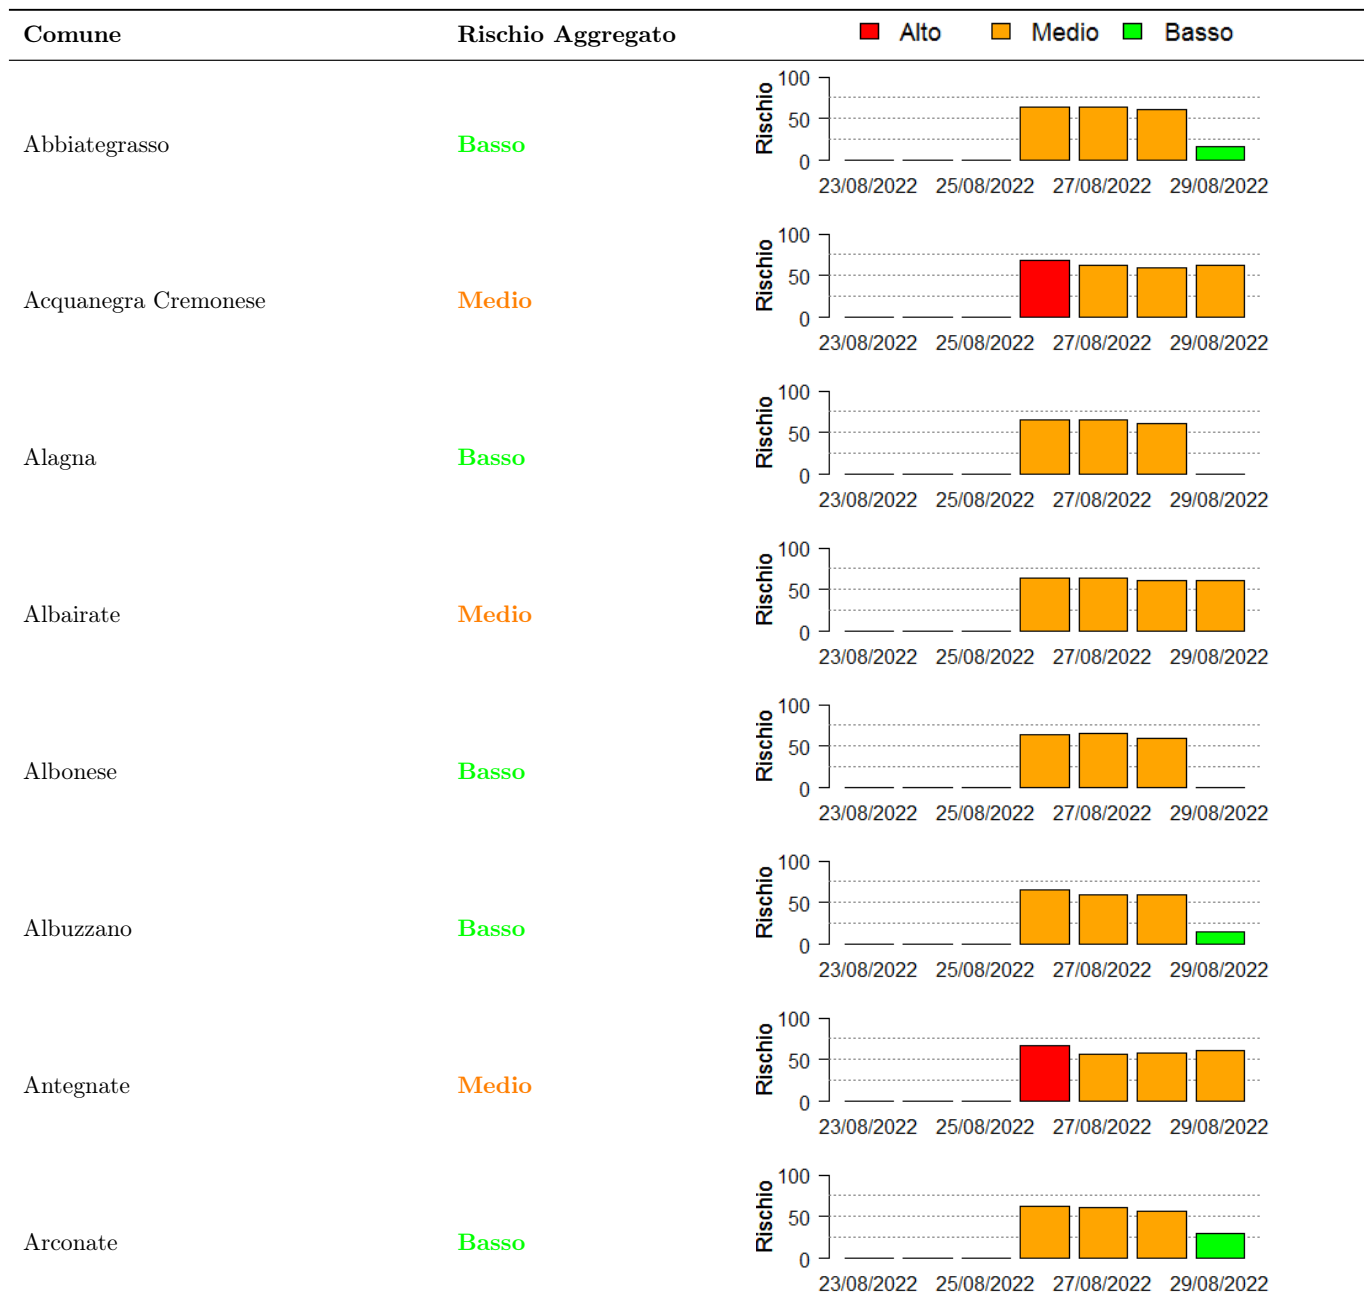 Comune Rischio Aggregato Alto Medio Basso
Abbiategrasso Basso
Rischio
100
50
0
23/08/2022 25/08/2022 27/08/2022 29/08/2022
Acquanegra Cremonese Medio
Rischio
100
50
0
23/08/2022 25/08/2022 27/08/2022 29/08/2022
Alagna Basso
Rischio
100
50
0
23/08/2022 25/08/2022 27/08/2022 29/08/2022
Albairate Medio
Rischio
100
50
0
23/08/2022 25/08/2022 27/08/2022 29/08/2022
Albonese Basso
Rischio
100
50
0
23/08/2022 25/08/2022 27/08/2022 29/08/2022
Albuzzano Basso
Rischio
100
50
0
23/08/2022 25/08/2022 27/08/2022 29/08/2022
Antegnate Medio
Rischio
100
50
0
23/08/2022 25/08/2022 27/08/2022 29/08/2022
Arconate Basso
Rischio
100
50
0
23/08/2022 25/08/2022 27/08/2022 29/08/2022